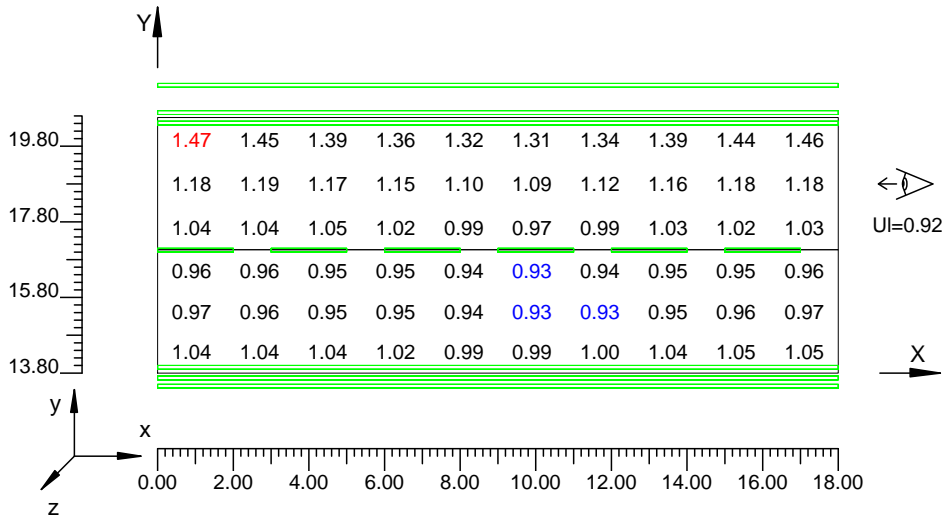 Y
19.80 1.47 1.45 1.39 1.36 1.32 1.31 1.34 1.39 1.44 1.46
1.18 1.19 1.17 1.15 1.10 1.09 1.12 1.16 1.18 1.18
17.80 1.04 1.04 1.05 1.02 0.99 0.97 0.99 1.03 1.02 1.03 Ul=0.92
0.96 0.96 0.95 0.95 0.94 0.93 0.94 0.95 0.95 0.96
15.80 0.97 0.96 0.95 0.95 0.94 0.93 0.93 0.95 0.96 0.97
13.80 1.04 1.04 1.04 1.02 0.99 0.99 1.00 1.04 1.05 1.05 X
y
x
z
0.00 2.00 4.00 6.00 8.00 10.00 12.00 14.00 16.00 18.00